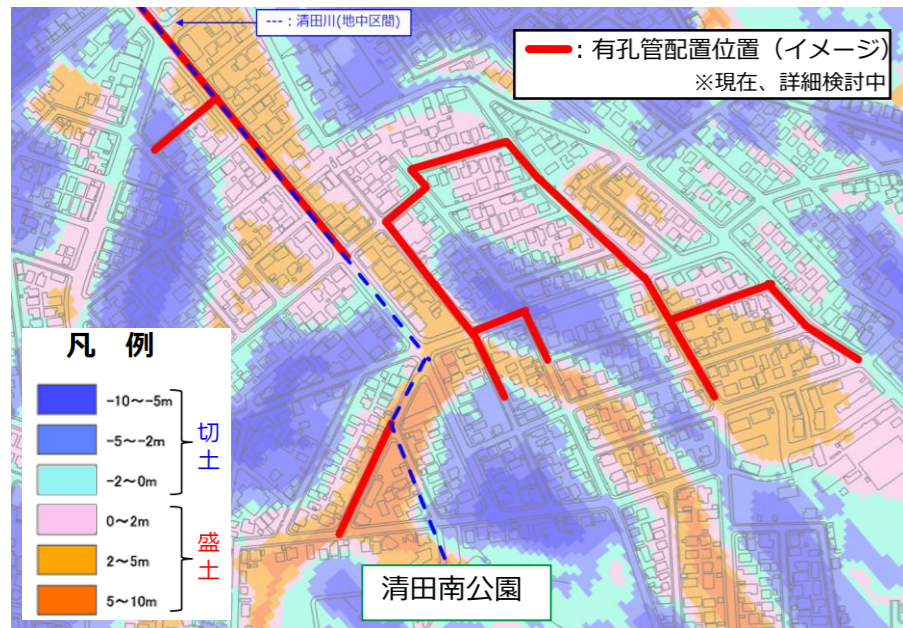 --- : 清田川(地中区間)
: 有孔管配置位置（イメージ）
※現在、詳細検討中
凡 例
-10～-5m
-5～-2m
-2～0m
切土
0～2m
2～5m
5～10m
盛土
清田南公園